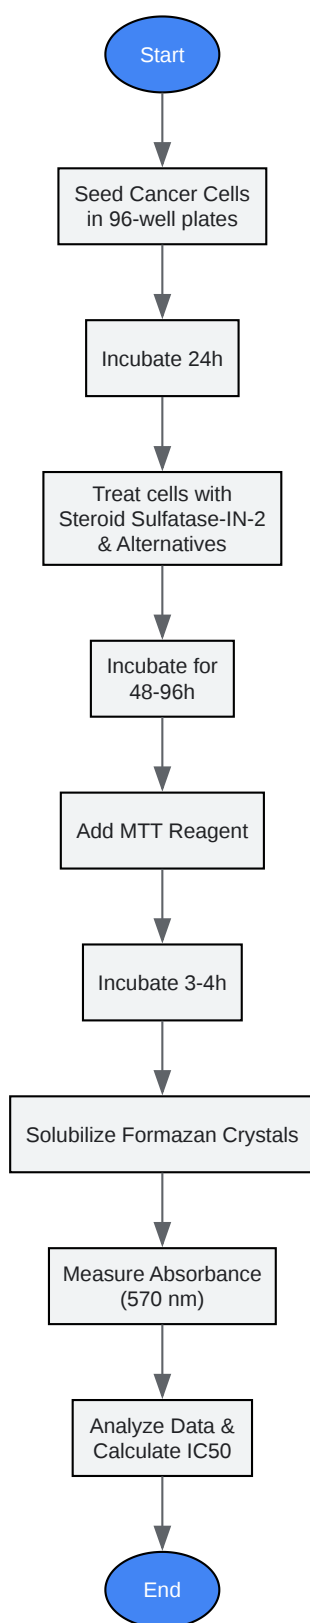 Start
Seed Cancer Cells
in 96-well plates
Incubate 24h
Treat cells with
Steroid Sulfatase-IN-2
& Alternatives
Incubate for
48-96h
Add MTT Reagent
Incubate 3-4h
Solubilize Formazan Crystals
Measure Absorbance
(570 nm)
Analyze Data &
Calculate IC50
End